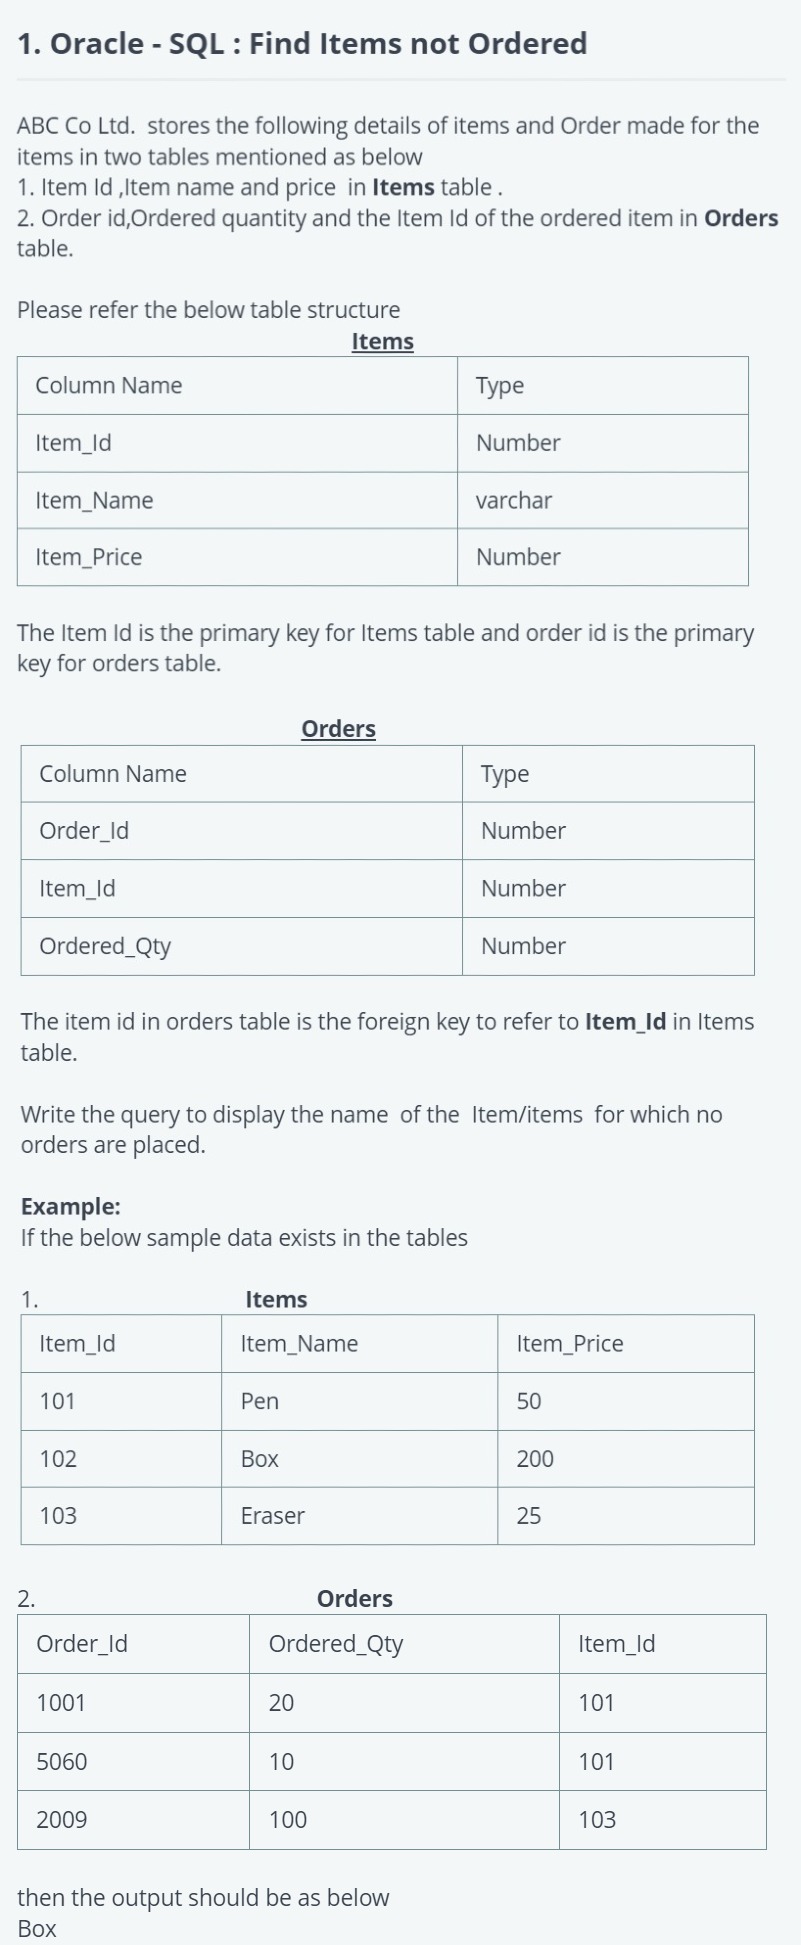 1. Oracle - SQL : Find Items not Ordered
ABC Co Ltd.  stores the following details of items and Order made for the
items in two tables mentioned as below
1. Item Id ,Item name and price  in Items table .
2. Order id,Ordered quantity and the Item Id of the ordered item in Orders
table.
Please refer the below table structure
Items
Column Name Type
Item_Id Number
Item_Name varchar
Item_Price Number
The Item Id is the primary key for Items table and order id is the primary
key for orders table.
Orders
Column Name Type
Order_Id Number
Item_Id Number
Ordered_Qty Number
The item id in orders table is the foreign key to refer to Item_Id in Items
table.
Write the query to display the name  of the  Item/items  for which no
orders are placed.
Example:
If the below sample data exists in the tables
1. Items
Item_Id Item_Name Item_Price
101 Pen 50
102 Box 200
103 Eraser 25
2. Orders
Order_Id Ordered_Qty Item_Id
1001 20 101
5060 10 101
2009 100 103
then the output should be as below
Box